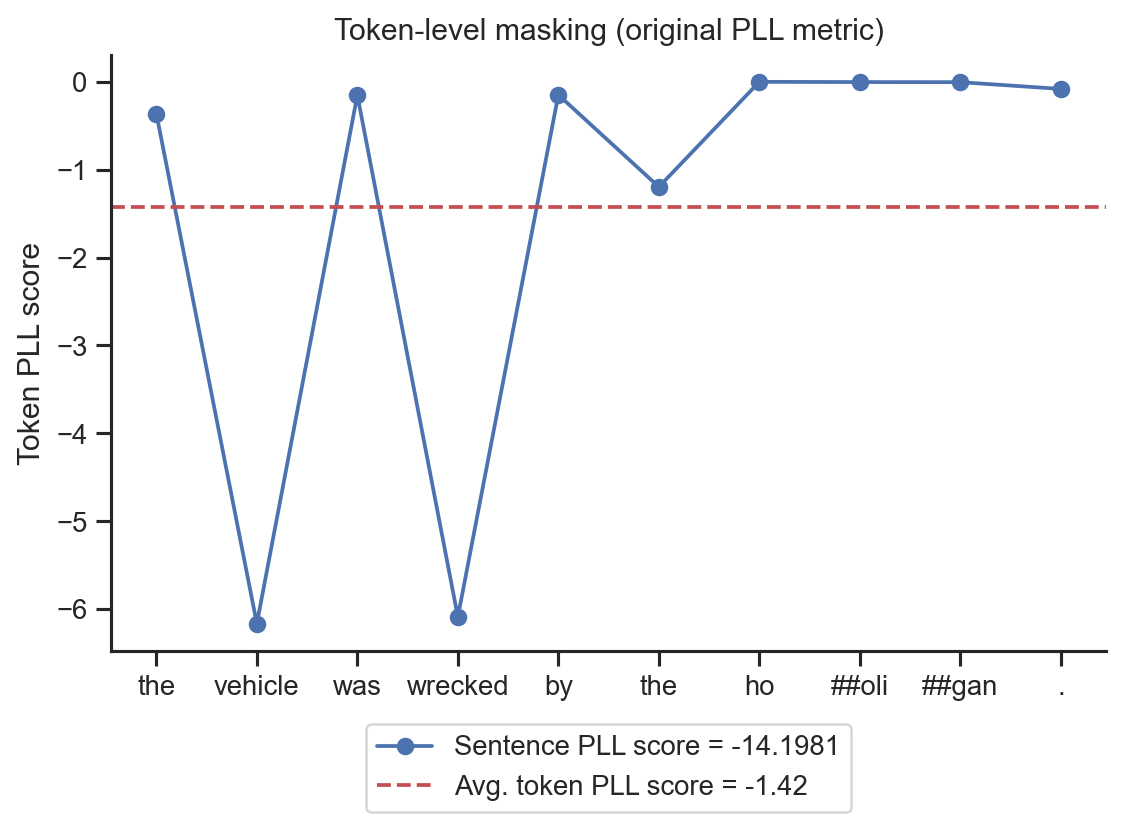 Token-level masking (original PLL metric)
Token PLL score
0
−1
−2
−3
−4
−5
−6
the vehicle was wrecked by the ho ##oli ##gan .
Sentence PLL score = -14.1981
Avg. token PLL score = -1.42